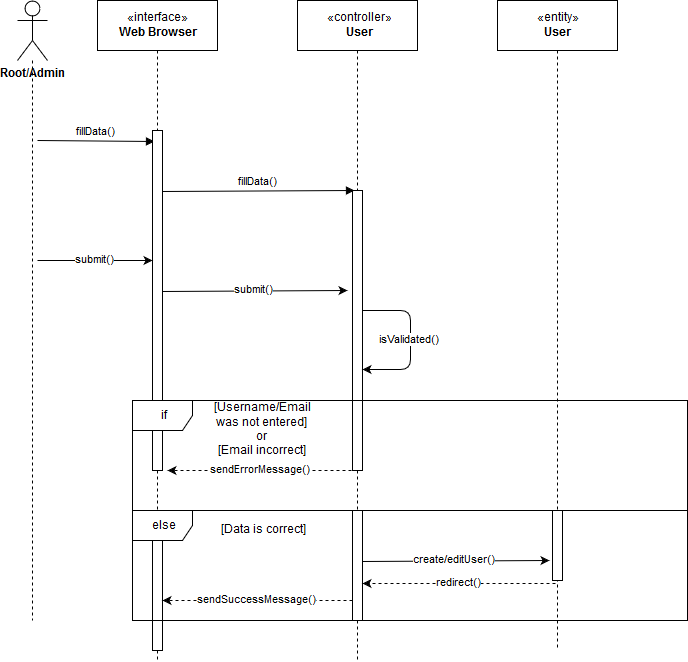 «interface»
Web Browser
«controller»
User
«entity»
User
Root/Admin
fillData()
fillData()
submit()
submit()
isValidated()
if
[Username/Email
was not entered]
or
[Email incorrect]
sendErrorMessage()
else
[Data is correct]
create/editUser()
redirect()
sendSuccessMessage()